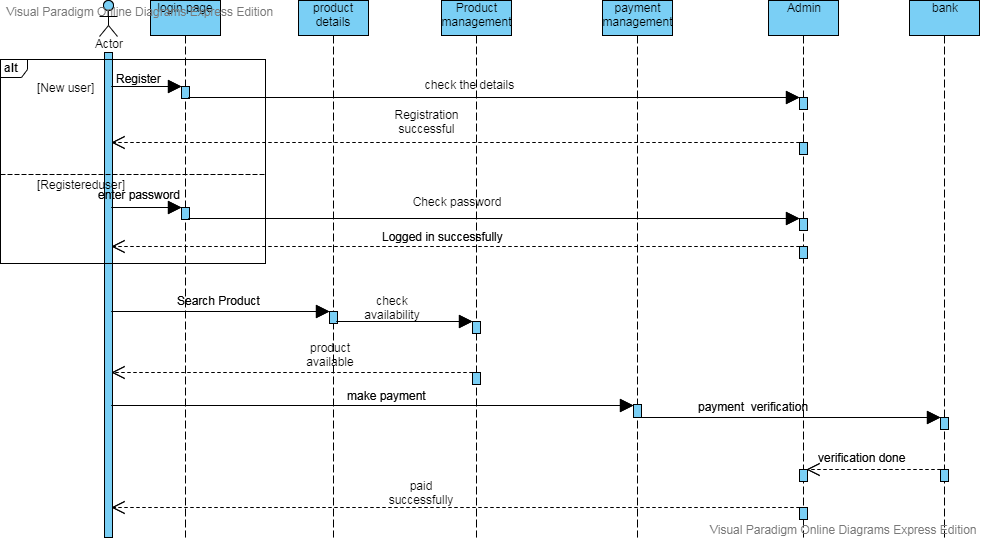 Visual Paradigm Online Diagrams Express Edition
login page
product
details
Product
management
payment
management
Admin
bank
Actor
alt
[New user]
Register
check the details
Registration
successful
[Registereduser]
enter password
Check password
Logged in successfully
Search Product
check
availability
product
available
make payment
payment verification
verification done
paid
successfully
Visual Paradigm Online Diagrams Express Edition